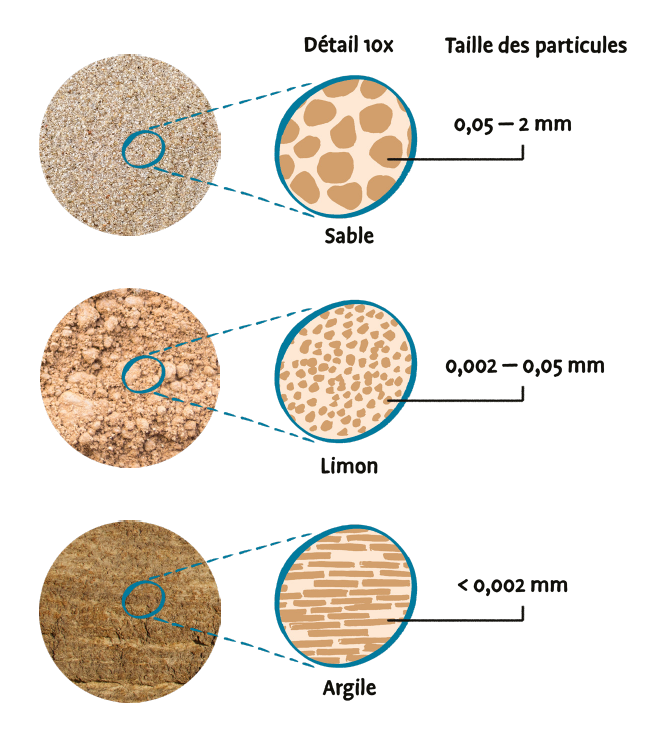 Détail 10x
Taille des particules
0,05 – 2 mm
Sable
0,002 – 0,05 mm
Limon
< 0,002 mm
Argile